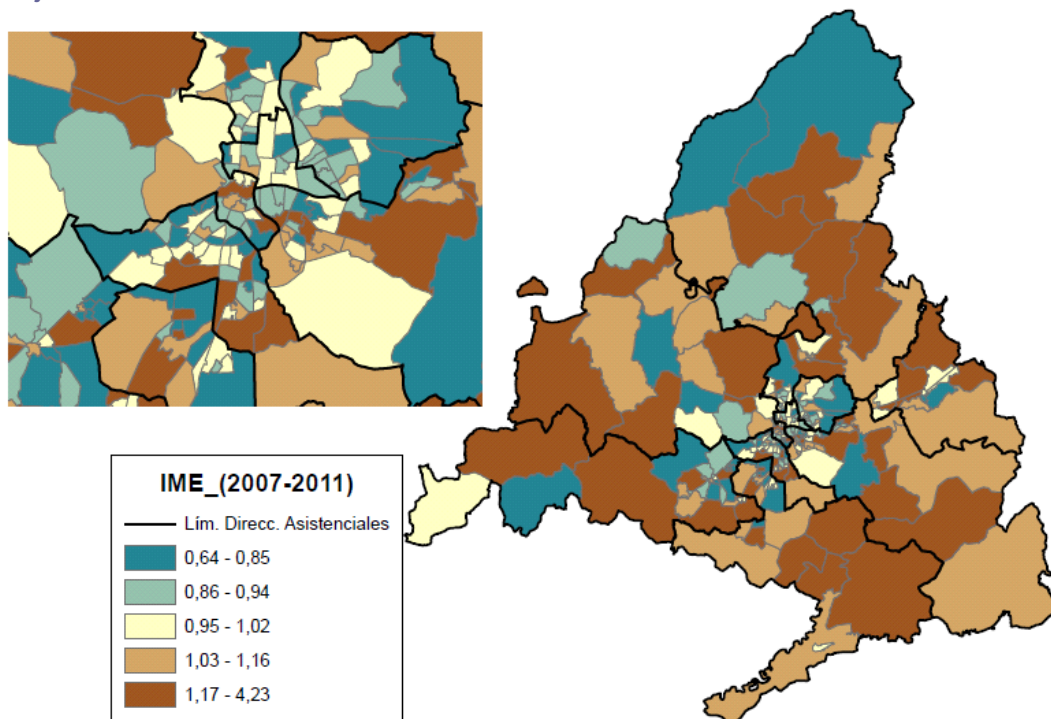 IME_(2007-2011)
Lím. Direcc. Asistenciales
0,64 - 0,85
0,86 - 0,94
0,95 - 1,02
1,03 - 1,16
1,17 - 4,23